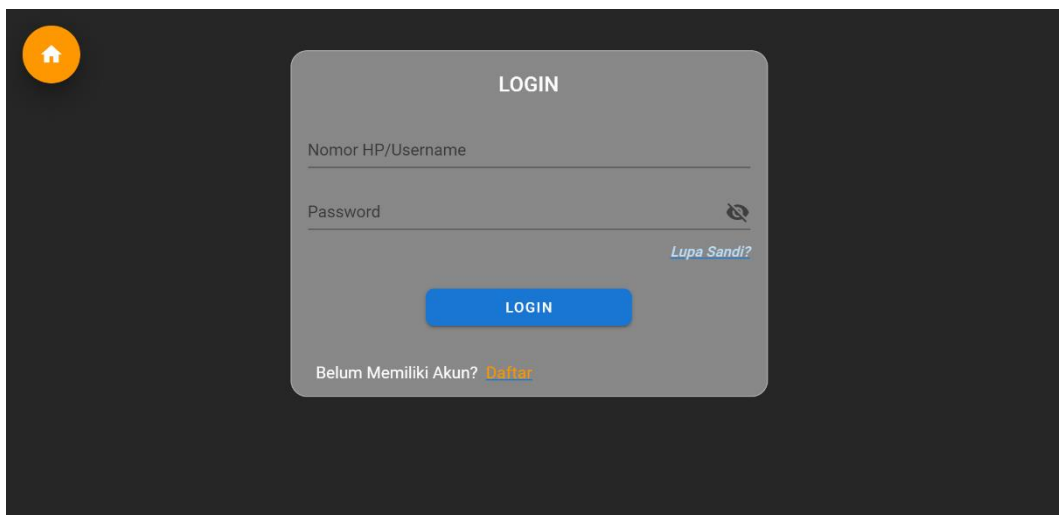 LOGIN
Nomor HP/Username
Password
Lupa Sandi?
LOGIN
Belum Memiliki Akun? Daftar